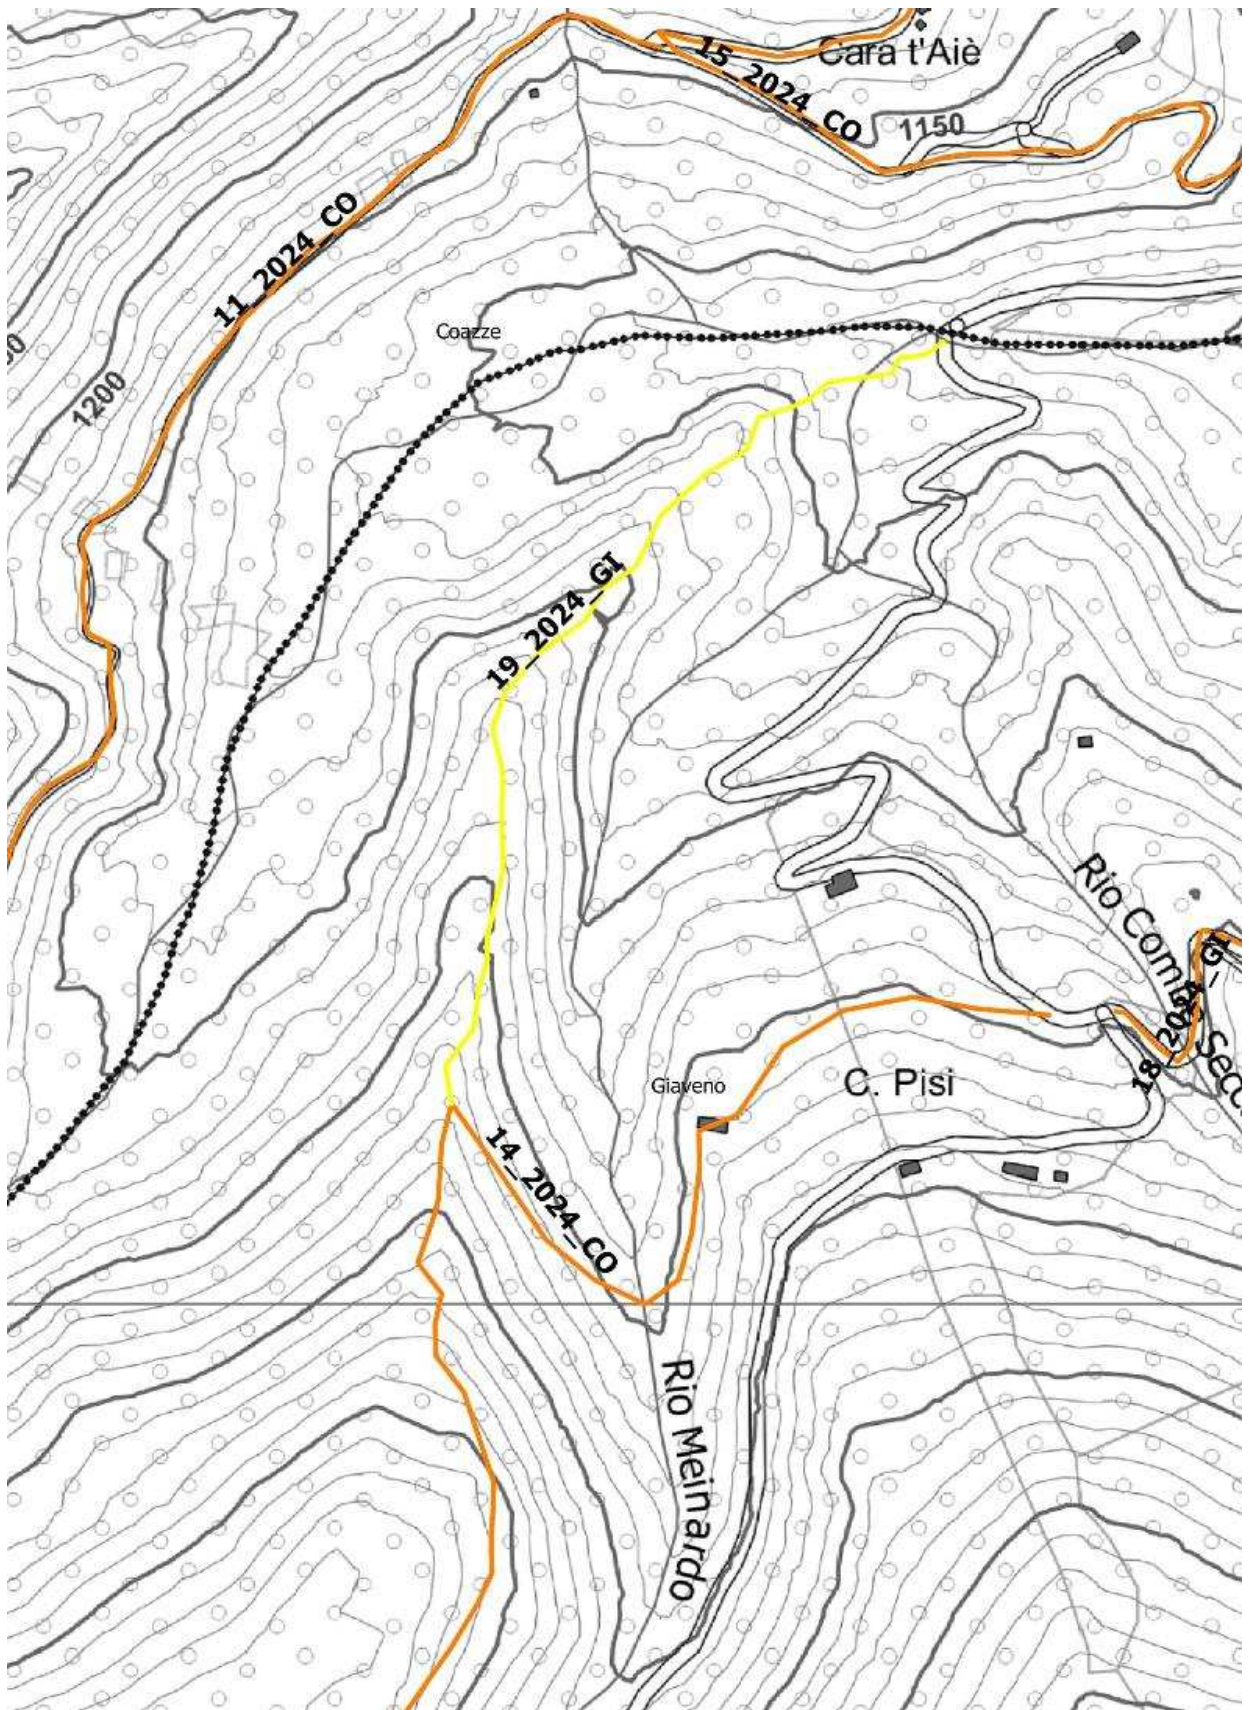 Cara t'Aiè
15_2024_CO
1150
11_2024_CO
Coazze
1200
19_2024_GI
Rio Comba
Secca
18_2024_GI
Giaveno
C. Pisi
14_2024_CO
Rio Meinardo